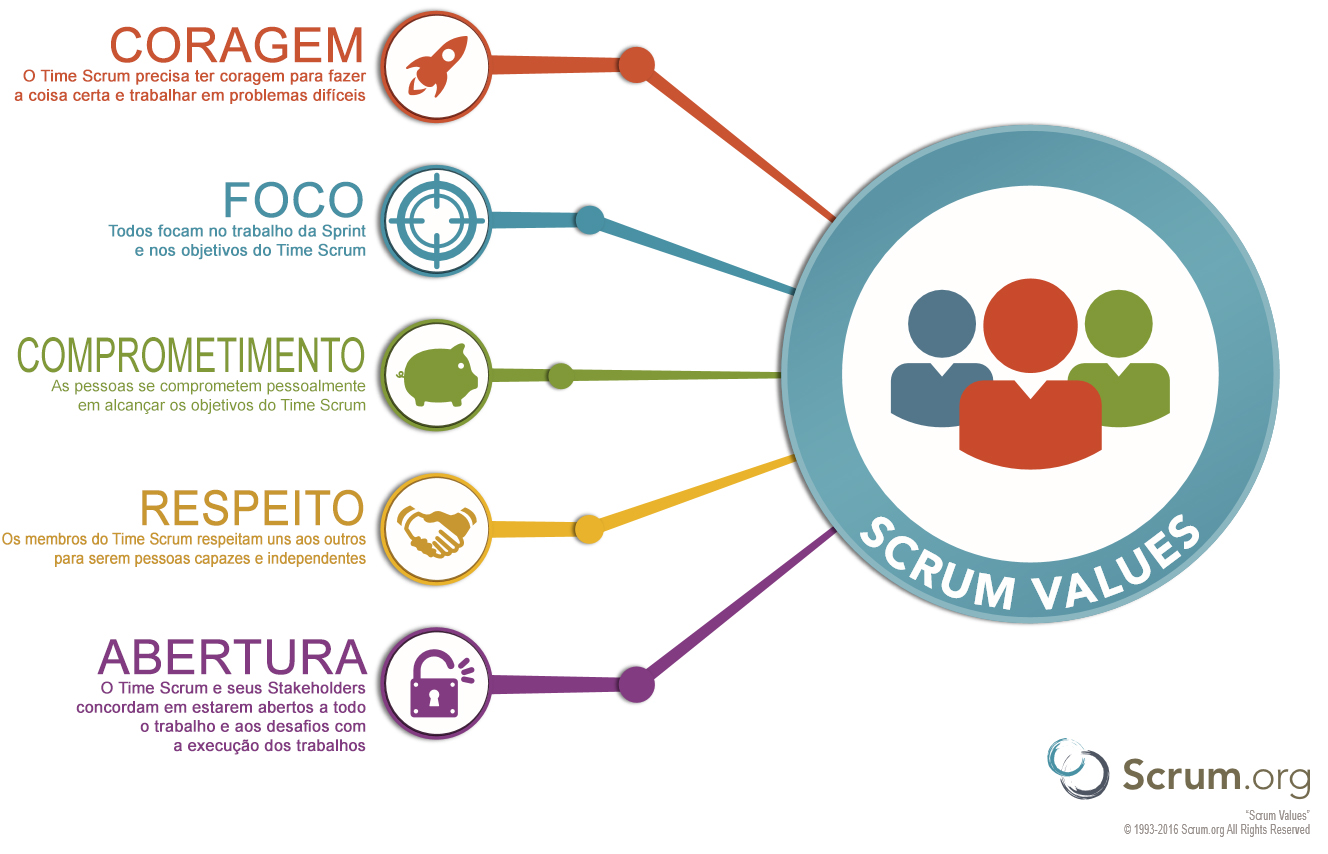 CORAGEM
O Time Scrum precisa ter coragem para fazer
a coisa certa e trabalhar em problemas difíceis
FOCO
Todos focam no trabalho da Sprint
e nos objetivos do Time Scrum
COMPROMETIMENTO
As pessoas se comprometem pessoalmente
em alcançar os objetivos do Time Scrum
RESPEITO
Os membros do Time Scrum respeitam uns aos outros
para serem pessoas capazes e independentes
ABERTURA
O Time Scrum e seus Stakeholders
concordam em estarem abertos a todo
o trabalho e aos desafios com
a execução dos trabalhos
SCRUM VALUES
Scrum.org
“Scrum Values”
© 1993-2016 Scrum.org All Rights Reserved